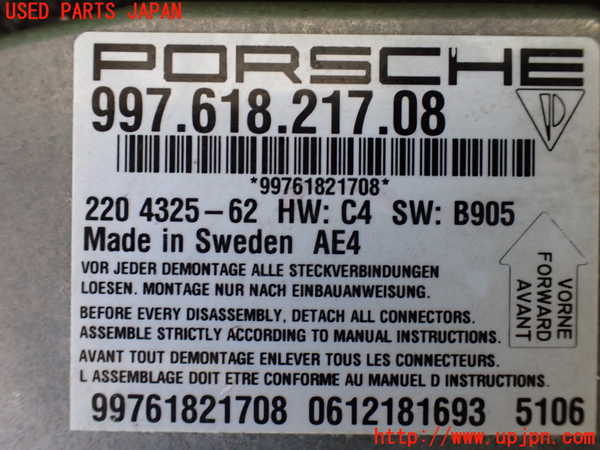 USED PARTS JAPAN
PORSCHE
997.618.217.08
*99761821708*
220 4325-62 HW: C4 SW: B905
Made in Sweden AE4
VOR JEDER DEMONTAGE ALLE STECKVERBINDUNGEN
LOESEN. MONTAGE NUR NACH EINBAUANWEISUNG.
BEFORE EVERY DISASSEMBLY, DETACH ALL CONNECTORS.
ASSEMBLE STRICTLY ACCORDING TO MANUAL INSTRUCTIONS.
AVANT TOUT DEMONTAGE ENLEVER TOUS LES CONNECTEURS.
L ASSEMBLAGE DOIT ETRE CONFORME AU MANUEL D INSTRUCTIONS.
VORNE
FORWARD
AVANT
99761821708 0612181693 5106
http://www.upjpn.com/